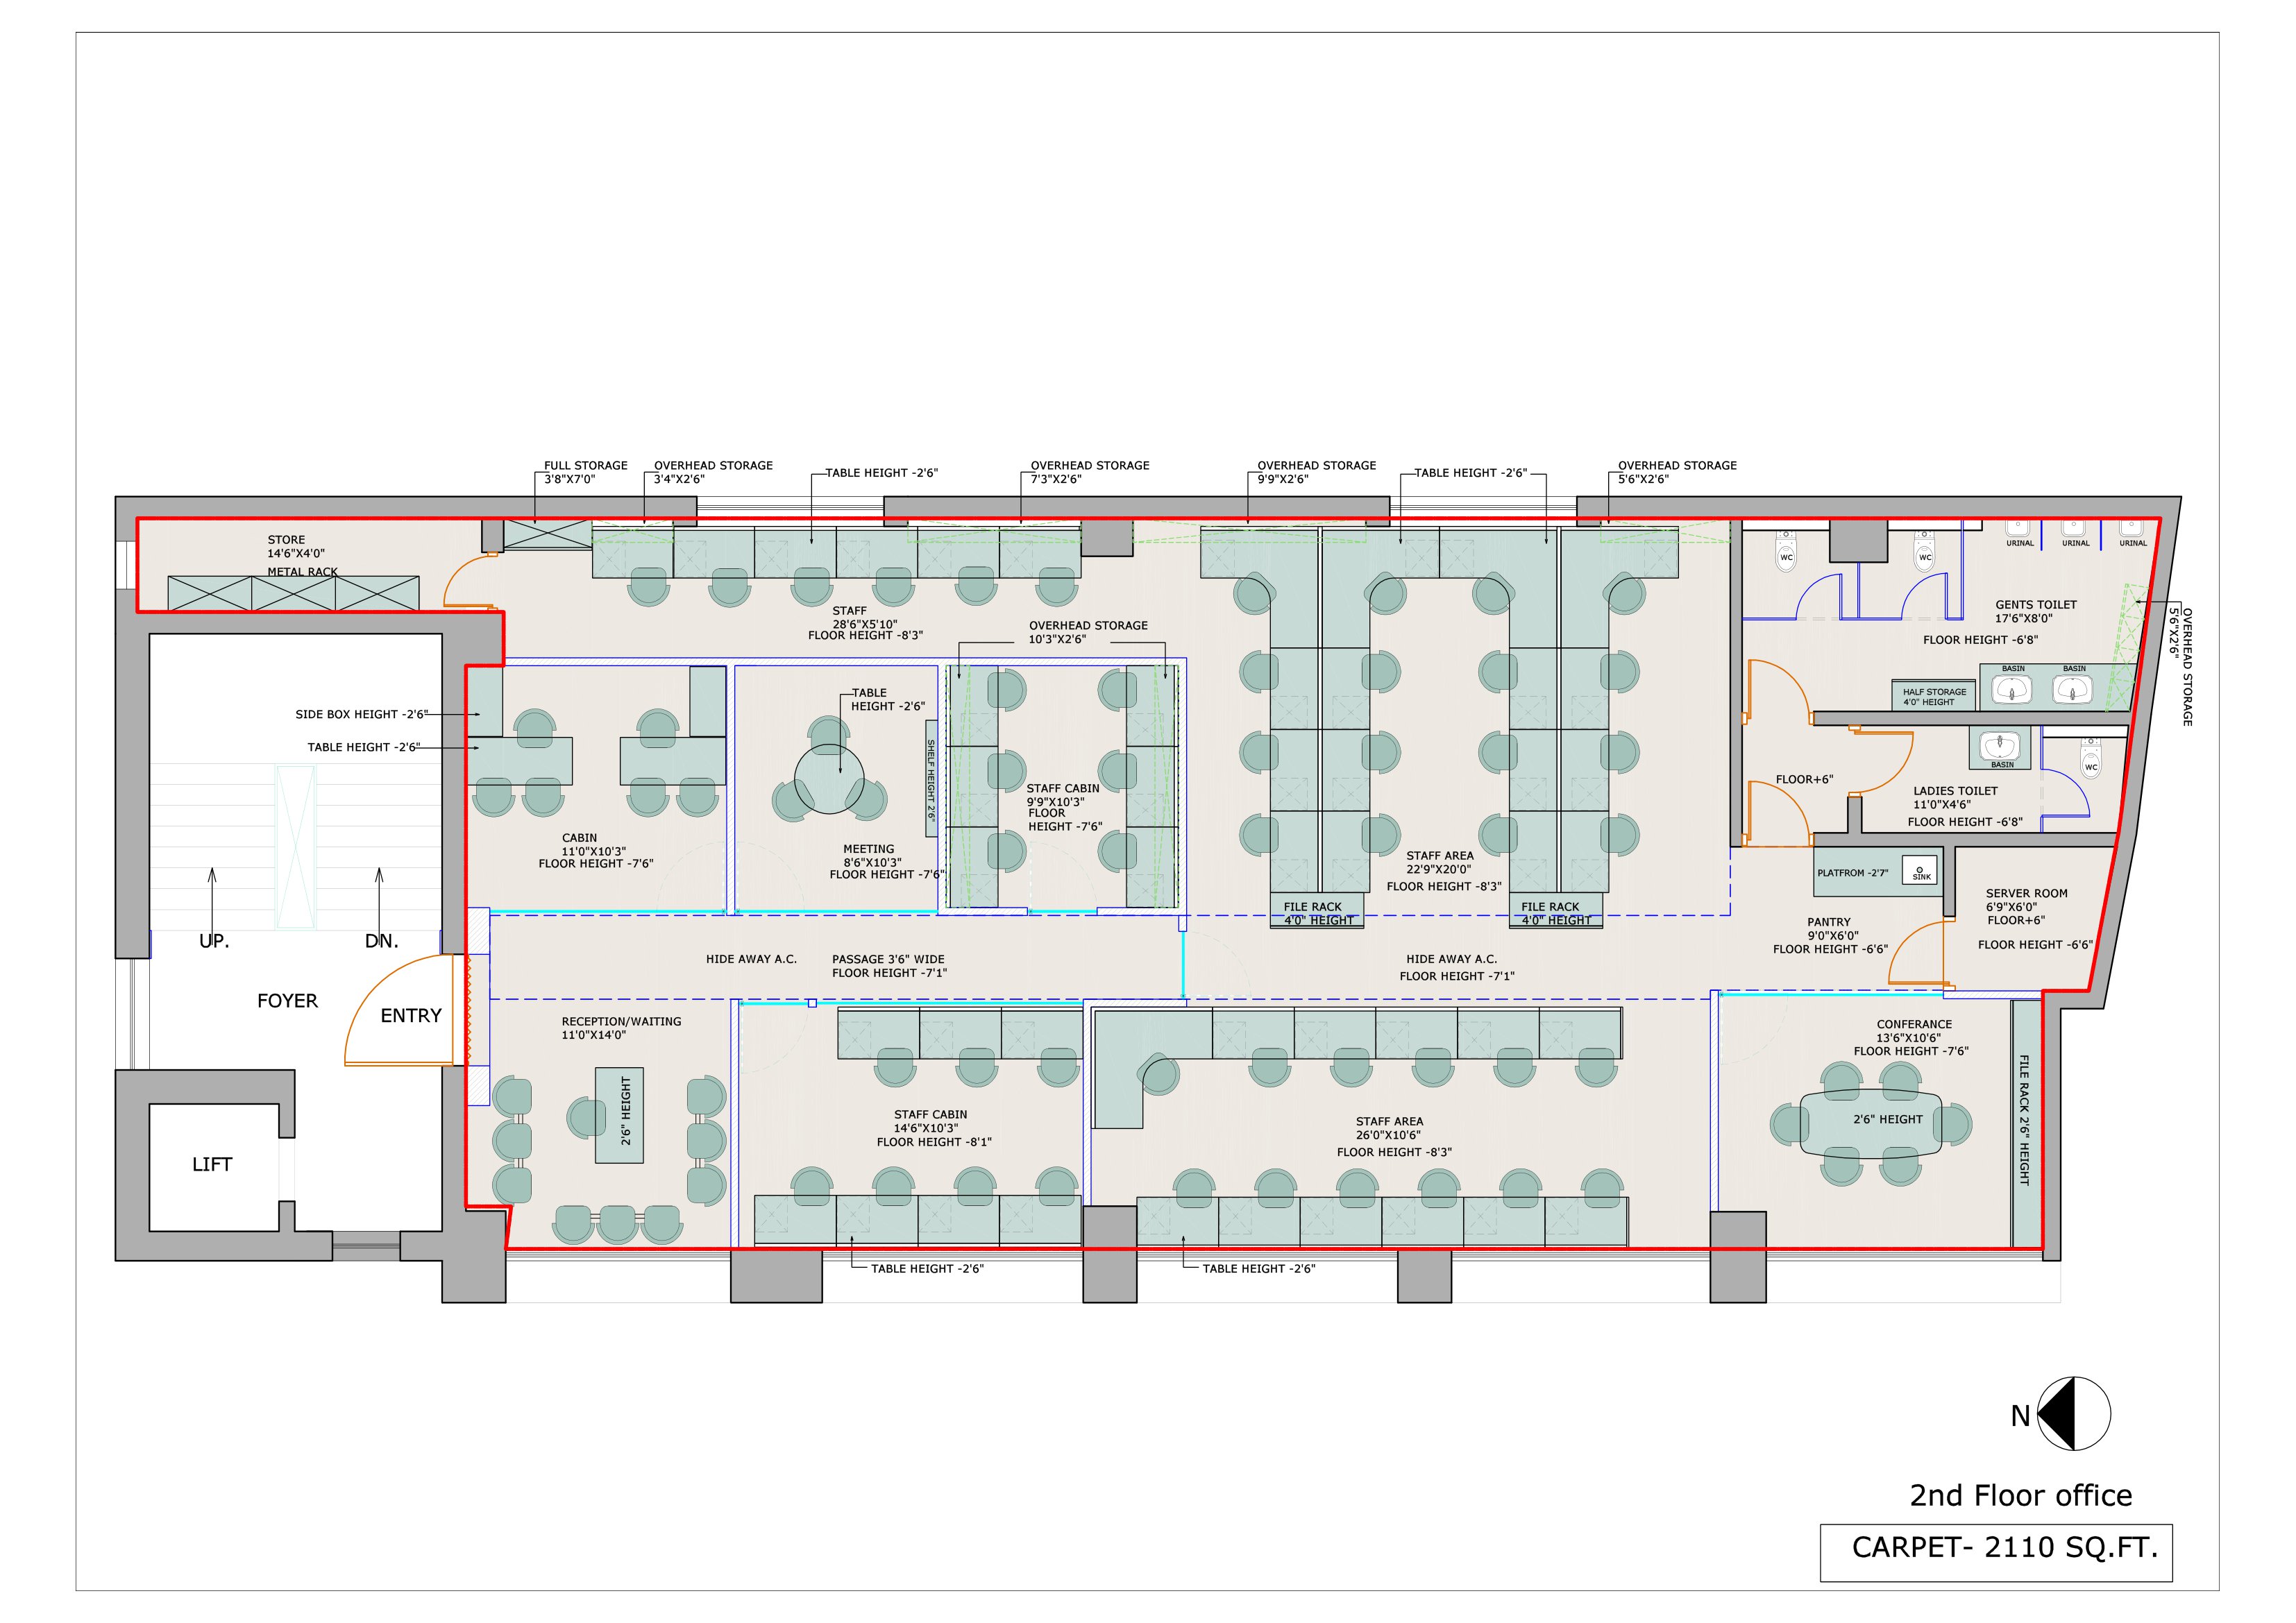 FULL STORAGE
3'8"X7'0"
OVERHEAD STORAGE
3'4"X2'6"
TABLE HEIGHT -2'6"
OVERHEAD STORAGE
7'3"X2'6"
OVERHEAD STORAGE
9'9"X2'6"
TABLE HEIGHT -2'6"
OVERHEAD STORAGE
5'6"X2'6"
STORE
14'6"X4'0"
METAL RACK
STAFF
28'6"X5'10"
FLOOR HEIGHT -8'3"
OVERHEAD STORAGE
10'3"X2'6"
WC
WC
URINAL
URINAL
URINAL
GENTS TOILET
17'6"X8'0"
FLOOR HEIGHT -6'8"
OVERHEAD STORAGE
5'6"X2'6"
BASIN
BASIN
HALF STORAGE
4'0" HEIGHT
SIDE BOX HEIGHT -2'6"
TABLE HEIGHT -2'6"
TABLE
HEIGHT -2'6"
SHELF HEIGHT 2'6"
CABIN
11'0"X10'3"
FLOOR HEIGHT -7'6"
MEETING
8'6"X10'3"
FLOOR HEIGHT -7'6"
STAFF CABIN
9'9"X10'3"
FLOOR
HEIGHT -7'6"
STAFF AREA
22'9"X20'0"
FLOOR HEIGHT -8'3"
FILE RACK
4'0" HEIGHT
FILE RACK
4'0" HEIGHT
FLOOR+6"
BASIN
WC
LADIES TOILET
11'0"X4'6"
FLOOR HEIGHT -6'8"
PLATFROM -2'7"
SINK
PANTRY
9'0"X6'0"
FLOOR HEIGHT -6'6"
SERVER ROOM
6'9"X6'0"
FLOOR+6"
FLOOR HEIGHT -6'6"
UP.
DN.
FOYER
ENTRY
LIFT
HIDE AWAY A.C.
PASSAGE 3'6" WIDE
FLOOR HEIGHT -7'1"
HIDE AWAY A.C.
FLOOR HEIGHT -7'1"
RECEPTION/WAITING
11'0"X14'0"
2'6" HEIGHT
STAFF CABIN
14'6"X10'3"
FLOOR HEIGHT -8'1"
STAFF AREA
26'0"X10'6"
FLOOR HEIGHT -8'3"
CONFERANCE
13'6"X10'6"
FLOOR HEIGHT -7'6"
2'6" HEIGHT
FILE RACK 2'6" HEIGHT
TABLE HEIGHT -2'6"
TABLE HEIGHT -2'6"
N
2nd Floor office
CARPET- 2110 SQ.FT.